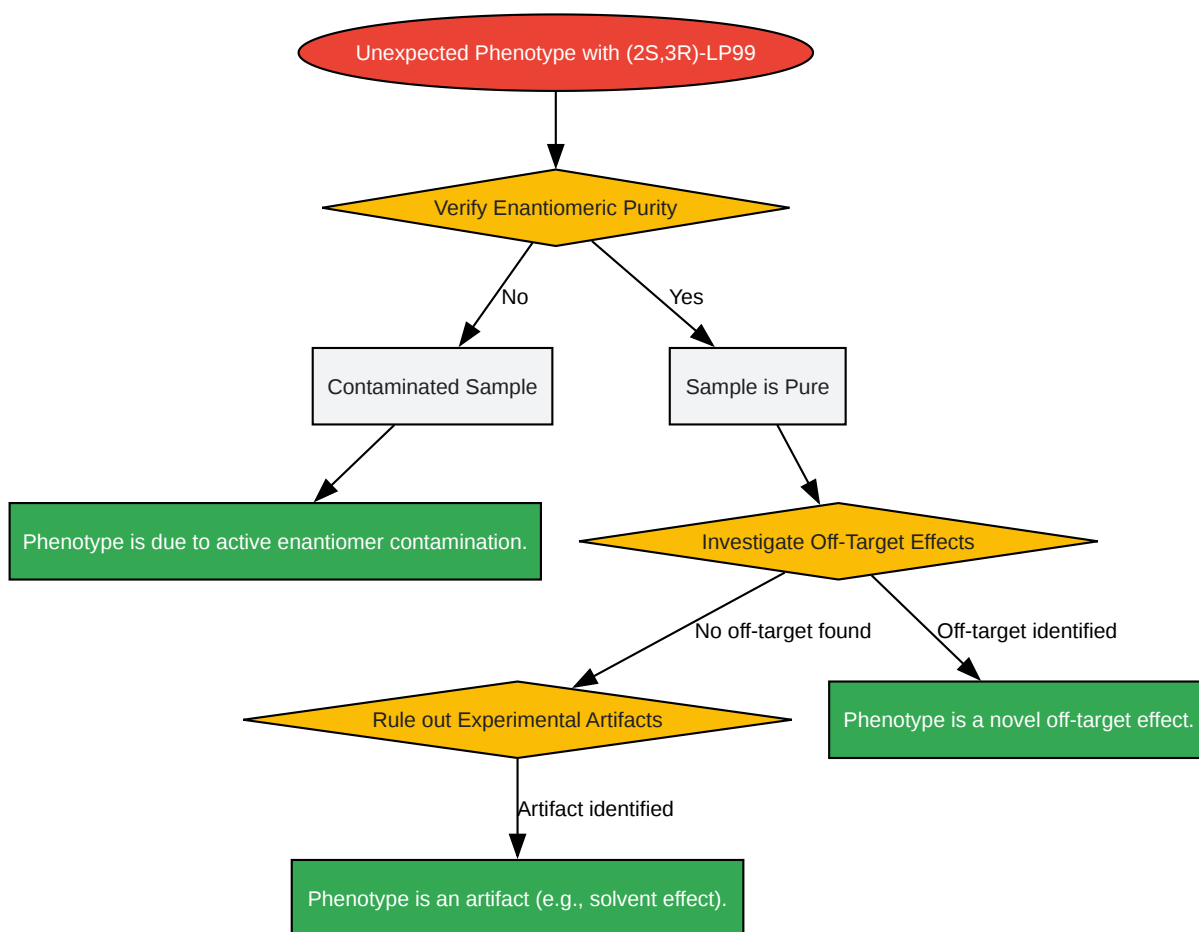 Unexpected Phenotype with (2S,3R)-LP99
Verify Enantiomeric Purity
No
Yes
Contaminated Sample
Sample is Pure
Phenotype is due to active enantiomer contamination.
Investigate Off-Target Effects
No off-target found
Off-target identified
Rule out Experimental Artifacts
Phenotype is a novel off-target effect.
Artifact identified
Phenotype is an artifact (e.g., solvent effect).